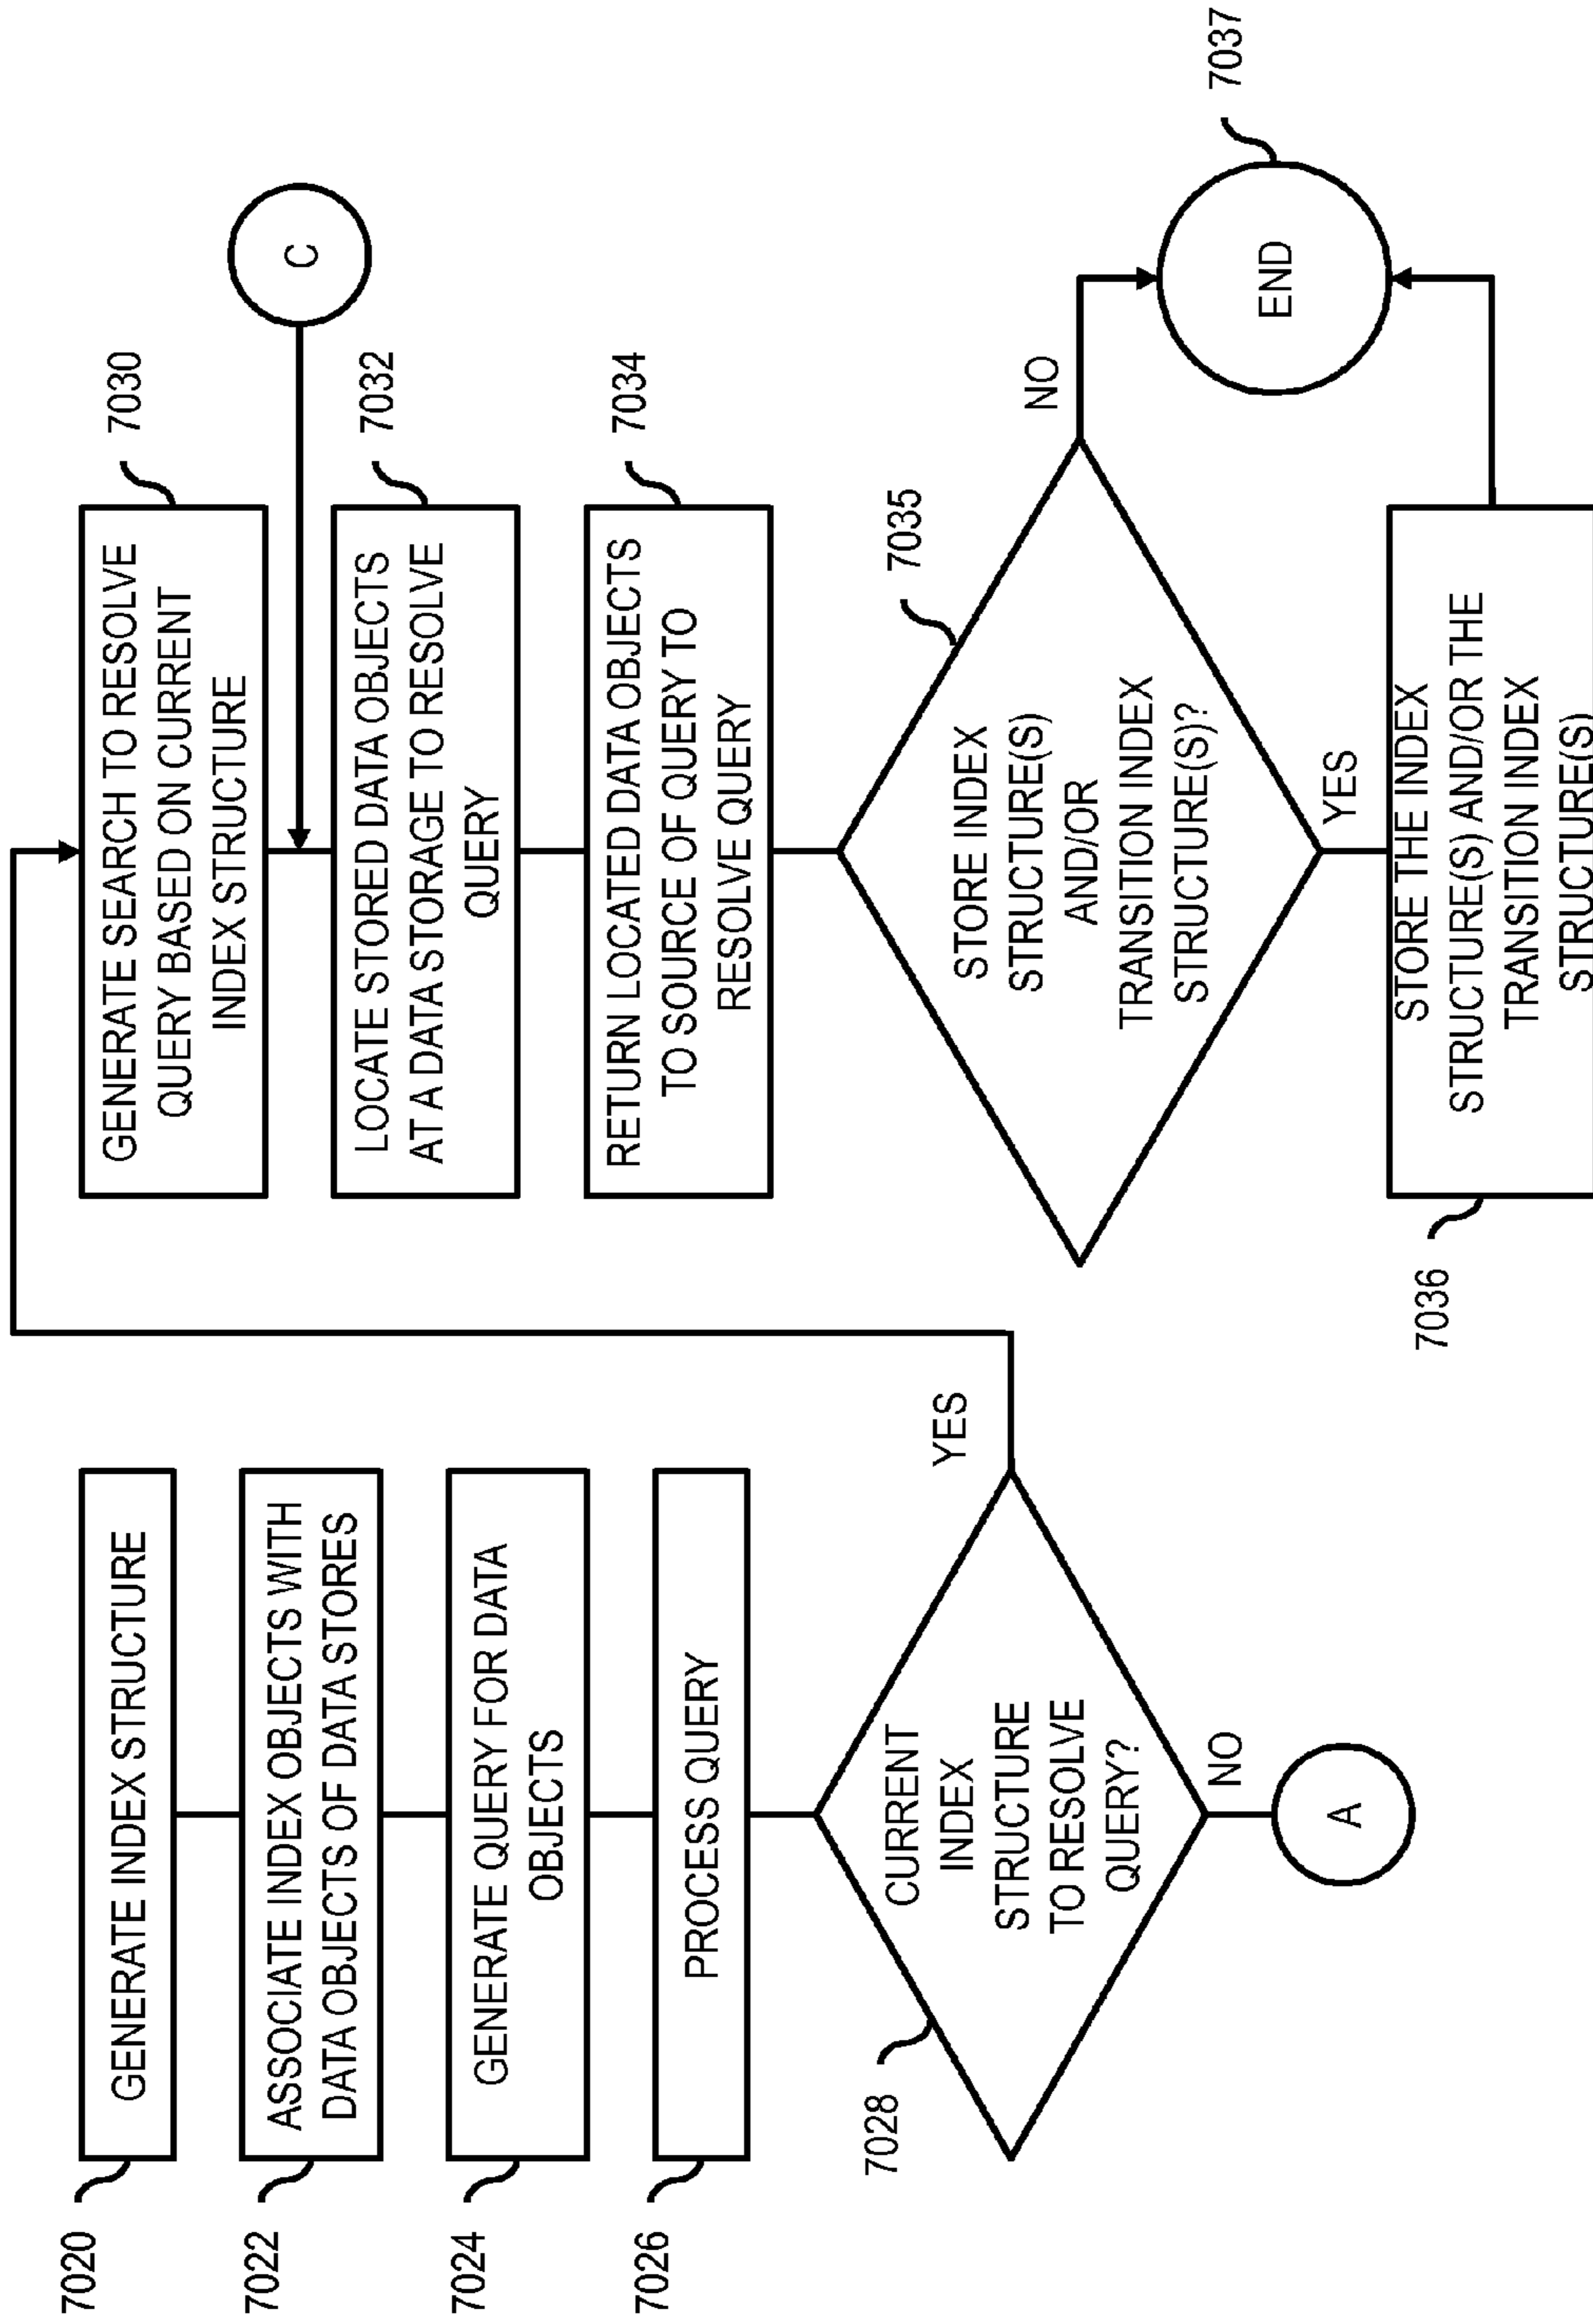 7020
GENERATE INDEX STRUCTURE
7022
ASSOCIATE INDEX OBJECTS WITH
DATA OBJECTS OF DATA STORES
7024
GENERATE QUERY FOR DATA
OBJECTS
7026
PROCESS QUERY
7028
CURRENT
INDEX
STRUCTURE
TO RESOLVE
QUERY?
YES
NO
A
7030
GENERATE SEARCH TO RESOLVE
QUERY BASED ON CURRENT
INDEX STRUCTURE
C
7032
LOCATE STORED DATA OBJECTS
AT A DATA STORAGE TO RESOLVE
QUERY
7034
RETURN LOCATED DATA OBJECTS
TO SOURCE OF QUERY TO
RESOLVE QUERY
7035
STORE INDEX
STRUCTURE(S)
AND/OR
TRANSITION INDEX
STRUCTURE(S)?
NO
YES
7036
STORE THE INDEX
STRUCTURE(S) AND/OR THE
TRANSITION INDEX
STRUCTURE(S)
END
7037